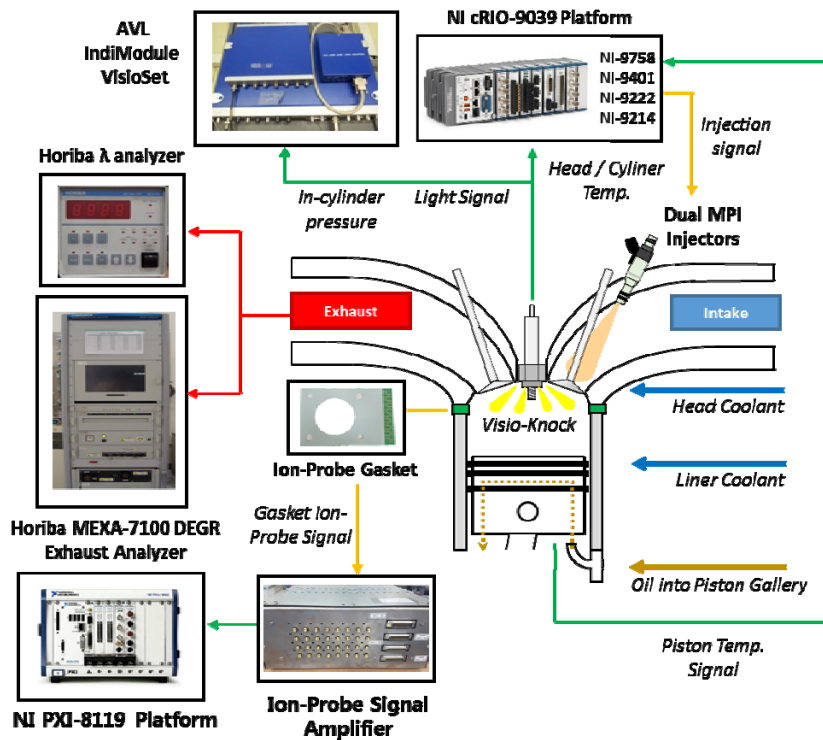 AVL
IndiModule
VisioSet
NI cRIO-9039 Platform
NI-9758
NI-9401
NI-9222
NI-9214
Injection
signal
Horiba λ analyzer
In-cylinder
pressure
Light Signal
Head / Cyliner
Temp.
Dual MPI
Injectors
Exhaust
Intake
Visio-Knock
Head Coolant
Ion-Probe Gasket
Liner Coolant
Horiba MEXA-7100 DEGR
Exhaust Analyzer
Gasket Ion-
Probe Signal
Oil into Piston Gallery
Piston Temp.
Signal
NI PXI-8119 Platform
Ion-Probe Signal
Amplifier